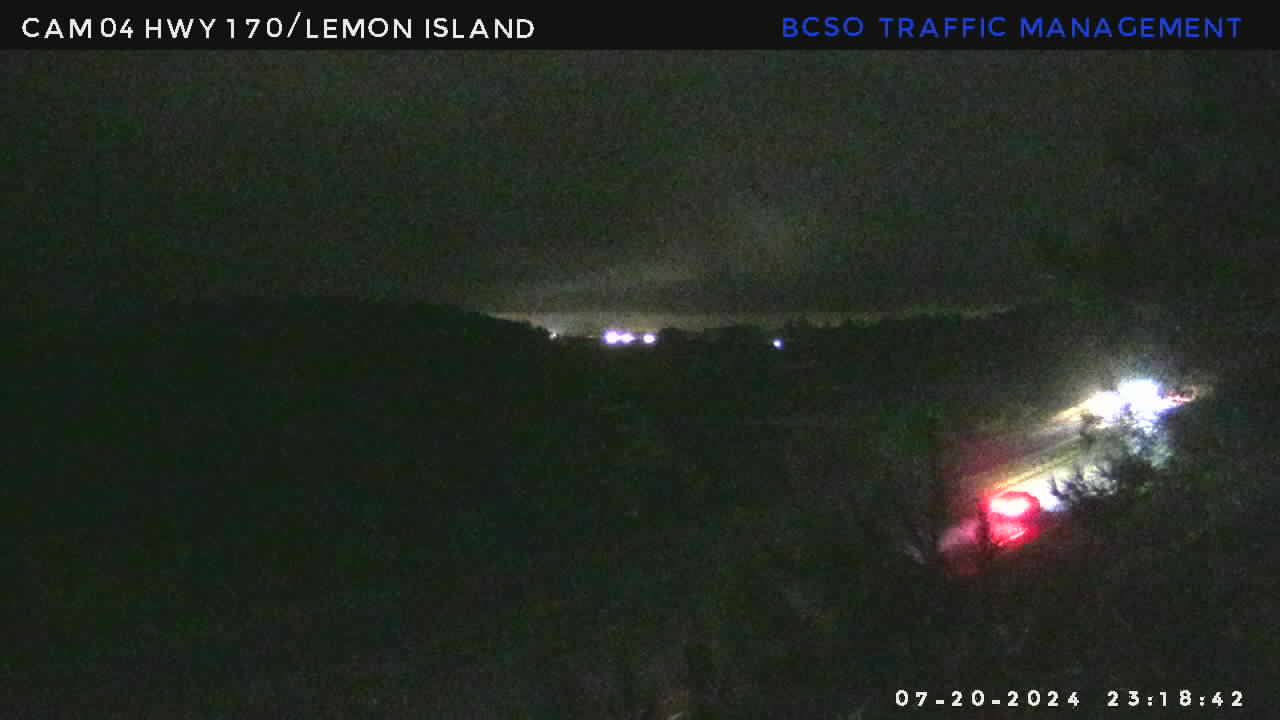 CAM04 HWY 170/LEMON ISLAND
BCSO TRAFFIC MANAGEMENT
07-20-2024 23:18:42